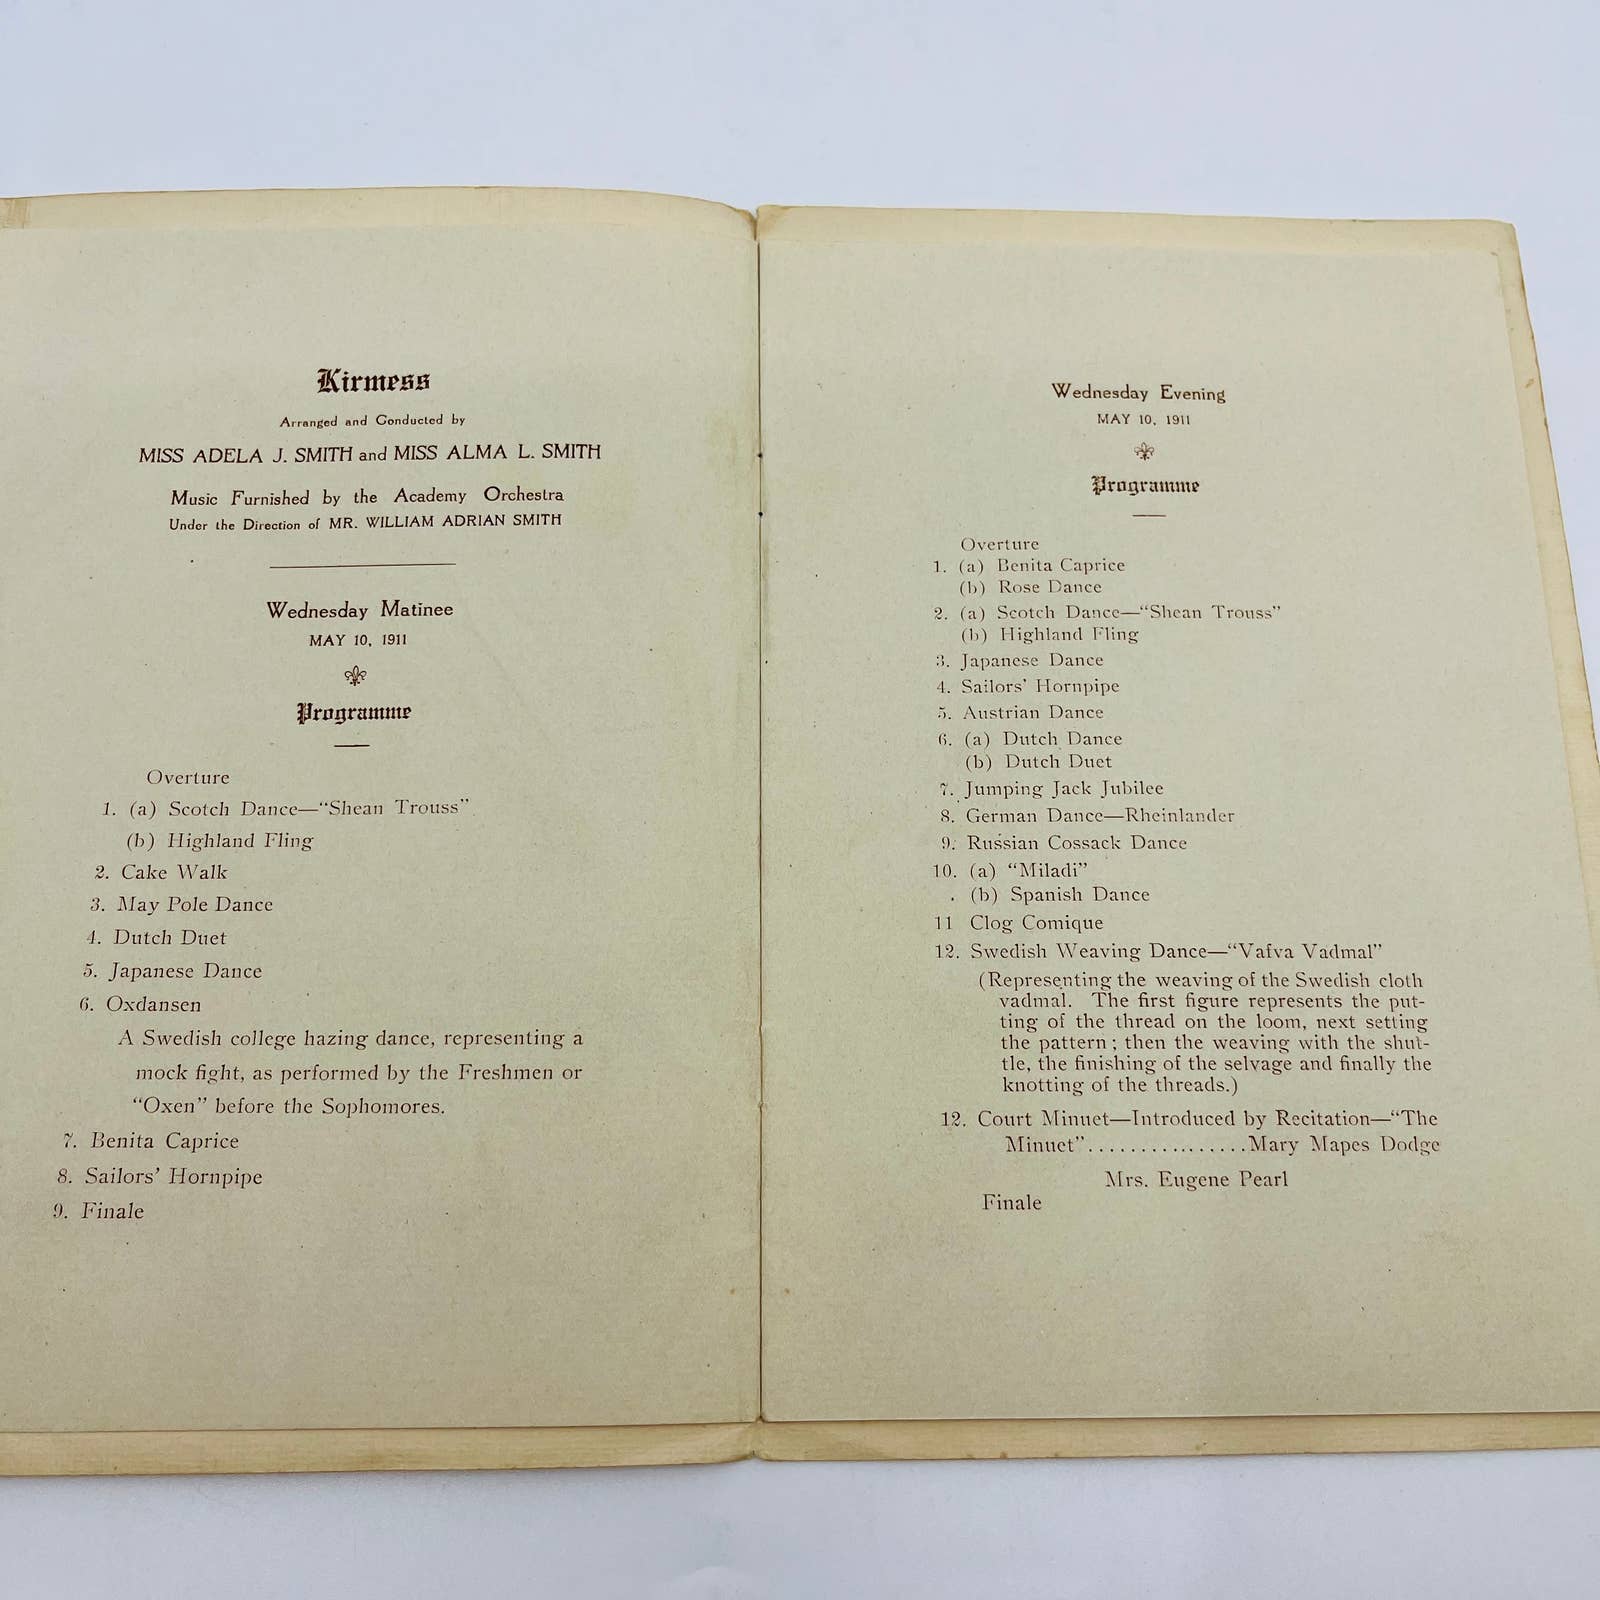 Kirmess
Arranged and Conducted by
MISS ADELA J. SMITH and MISS ALMA L. SMITH
Music Furnished by the Academy Orchestra
Under the Direction of MR. WILLIAM ADRIAN SMITH
Wednesday Matinee
MAY 10, 1911
Programme
Overture
1. (a) Scotch Dance—"Shean Trouss"
(b) Highland Fling
2. Cake Walk
3. May Pole Dance
4. Dutch Duet
5. Japanese Dance
6. Oxdansen
A Swedish college hazing dance, representing a
mock fight, as performed by the Freshmen or
"Oxen" before the Sophomores.
7. Benita Caprice
8. Sailors' Hornpipe
9. Finale
Wednesday Evening
MAY 10, 1911
Programme
Overture
1. (a) Benita Caprice
(b) Rose Dance
2. (a) Scotch Dance—"Shean Trouss"
(b) Highland Fling
3. Japanese Dance
4. Sailors' Hornpipe
5. Austrian Dance
6. (a) Dutch Dance
(b) Dutch Duet
7. Jumping Jack Jubilee
8. German Dance—Rheinlander
9. Russian Cossack Dance
10. (a) "Miladi"
(b) Spanish Dance
11 Clog Comique
12. Swedish Weaving Dance—"Vafva Vadmal"
(Representing the weaving of the Swedish cloth
vadmal. The first figure represents the put-
ting of the thread on the loom, next setting
the pattern; then the weaving with the shut-
tle, the finishing of the selvage and finally the
knotting of the threads.)
12. Court Minuet—Introduced by Recitation—"The
Minuet"................Mary Mapes Dodge
Mrs. Eugene Pearl
Finale